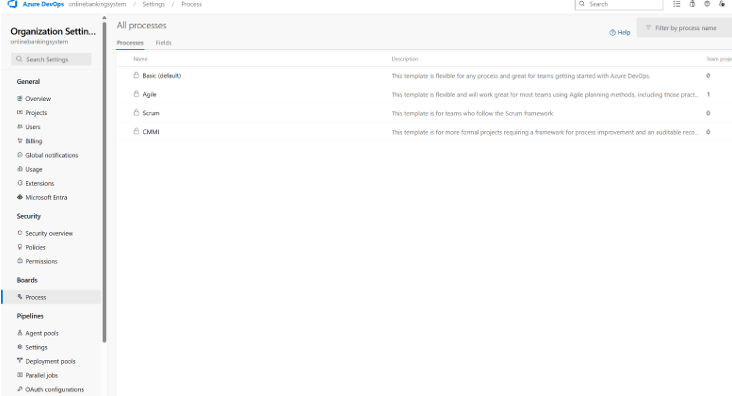 Azure DevOps onlinebankingsystem / Settings / Process
Search
Organization Settin...
onlinebankingsystem
Search Settings
General
Overview
Projects
Users
Billing
Global notifications
Usage
Extensions
Microsoft Entra
Security
Security overview
Policies
Permissions
Boards
Process
Pipelines
Agent pools
Settings
Deployment pools
Parallel jobs
OAuth configurations
All processes
Help
Filter by process name
Processes Fields
Name Description Team proje
Basic (default) This template is flexible for any process and great for teams getting started with Azure DevOps. 0
Agile This template is flexible and will work great for most teams using Agile planning methods, including those pract... 1
Scrum This template is for teams who follow the Scrum framework. 0
CMMI This template is for more formal projects requiring a framework for process improvement and an auditable reco... 0